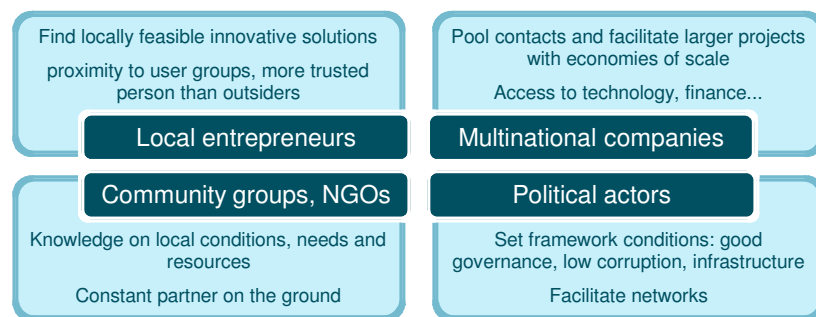 Find locally feasible innovative solutions
proximity to user groups, more trusted
person than outsiders
Local entrepreneurs
Pool contacts and facilitate larger projects
with economies of scale
Access to technology, finance...
Multinational companies
Community groups, NGOs
Knowledge on local conditions, needs and
resources
Constant partner on the ground
Political actors
Set framework conditions: good
governance, low corruption, infrastructure
Facilitate networks